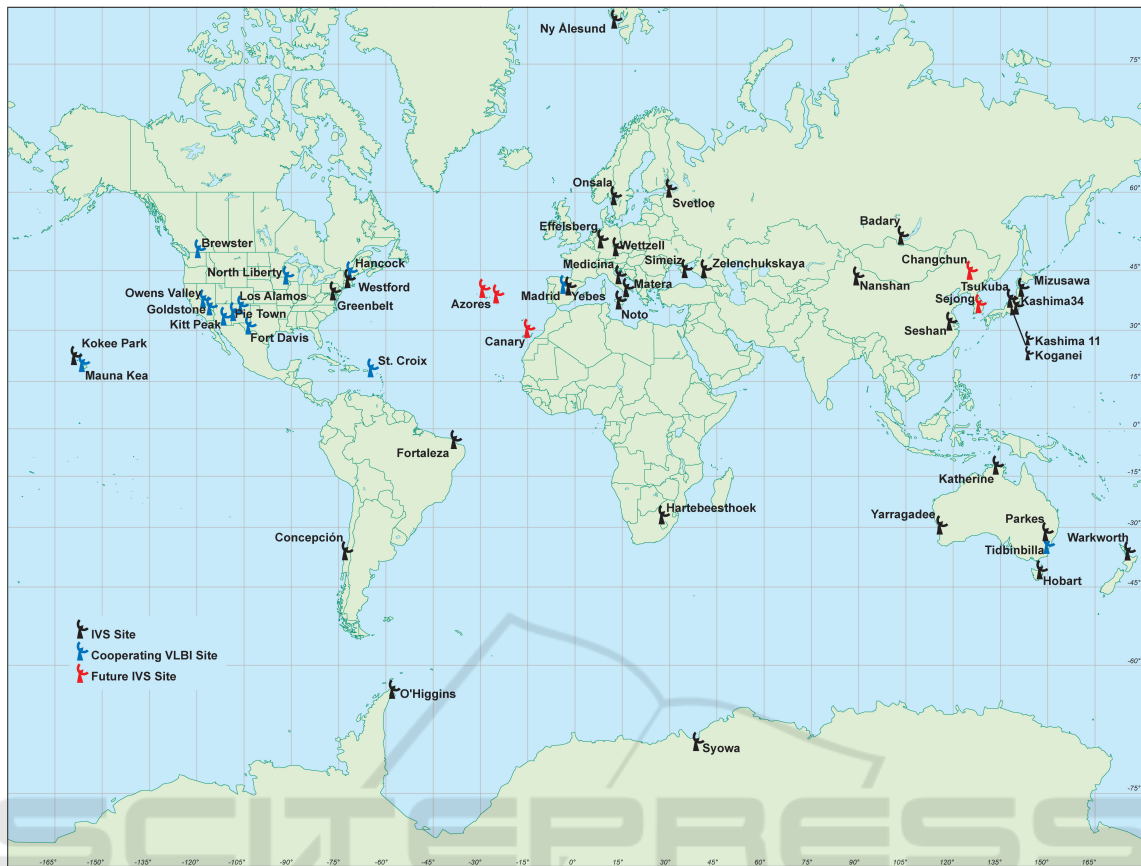 Ny Ålesund
75°
Onsala
Svetloe
60°
Effelsberg
Wettzell
Badary
Brewster
Hancock
Medicina
Simeiz
Zelenchukskaya
Changchun
45°
North Liberty
Westford
Matera
Nanshan
Tsukuba
Mizusawa
Owens Valley
Los Alamos
Greenbelt
Azores
Madrid
Yebes
Sejong
Kashima34
Goldstone
Pie Town
Noto
Kitt Peak
Fort Davis
Canary
Seshan
30°
Kokee Park
Kashima 11
Koganei
Mauna Kea
St. Croix
15°
0°
Fortaleza
Katherine
-15°
Hartebeesthoek
Yarragadee
Parkes
-30°
Concepción
Tidbinbilla
Warkworth
Hobart
-45°
IVS Site
Cooperating VLBI Site
Future IVS Site
-60°
O'Higgins
Syowa
-75°
SCITEPRESS
-165° -150° -135° -120° -105° -90° -75° -60° -45° -30° -15° 0° 15° 30° 45° 60° 75° 90° 105° 120° 135° 150° 165°